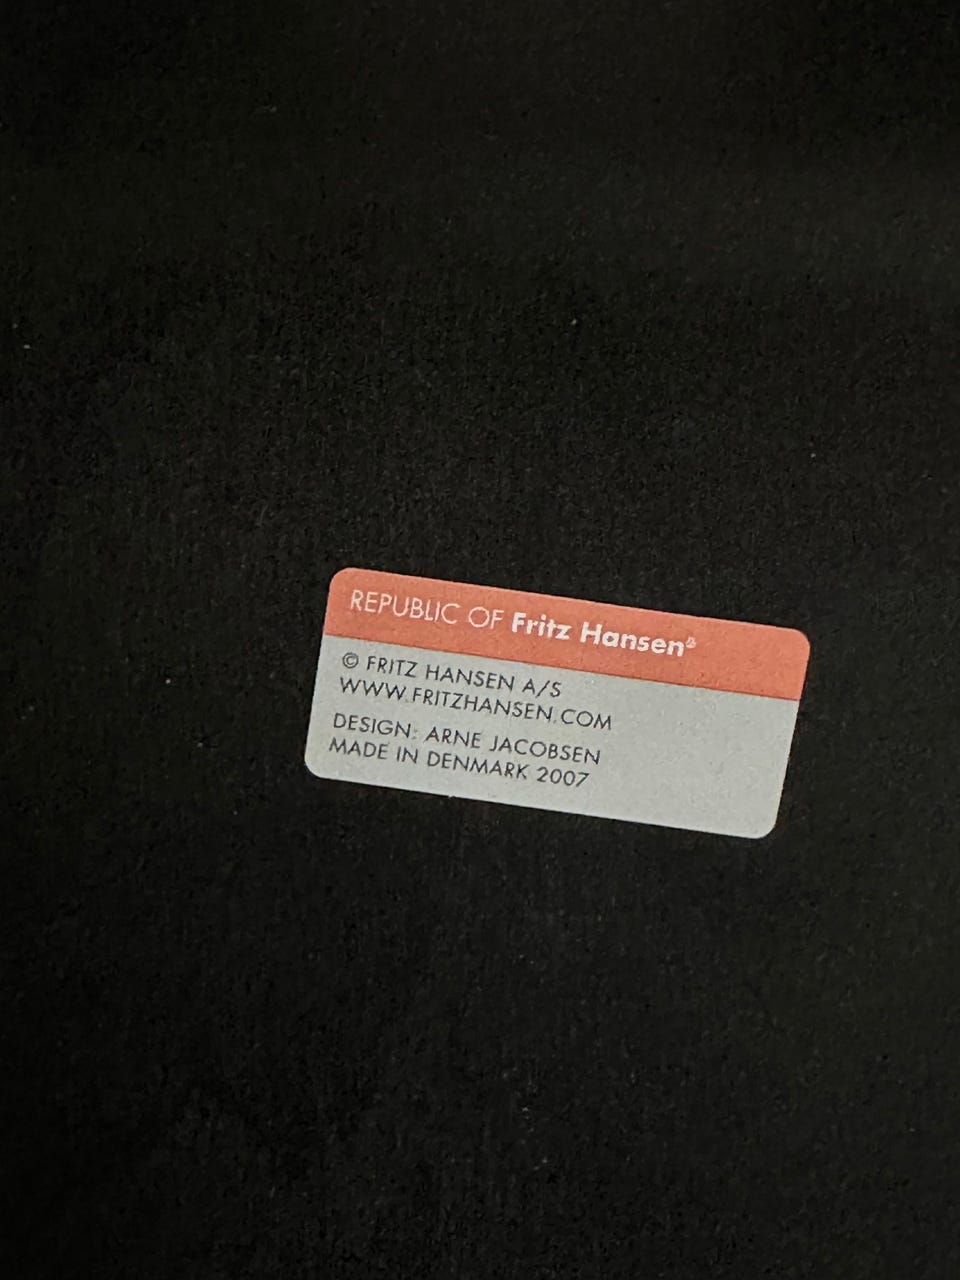 REPUBLIC OF Fritz Hansen®
© FRITZ HANSEN A/S
WWW.FRITZHANSEN.COM
DESIGN: ARNE JACOBSEN
MADE IN DENMARK 2007